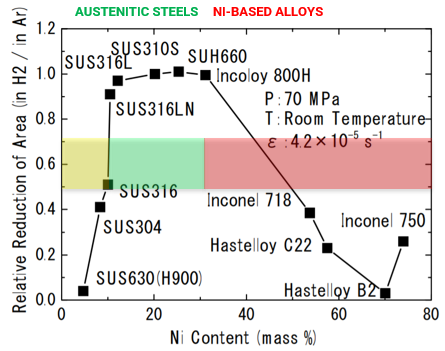 AUSTENITIC STEELS NI-BASED ALLOYS
Relative Reduction of Area (in H2 / in Ar)
1.2
1.0
0.8
0.6
0.4
0.2
0.0
SUS310S
SUH660
SUS316L
Incoloy 800H
SUS316LN
P:70 MPa
T:Room Temperature
ε:4.2×10⁻⁵ s⁻¹
SUS316
Inconel 718
SUS304
Inconel 750
Hastelloy C22
SUS630(H900)
Hastelloy B2
0 20 40 60 80
Ni Content (mass %)